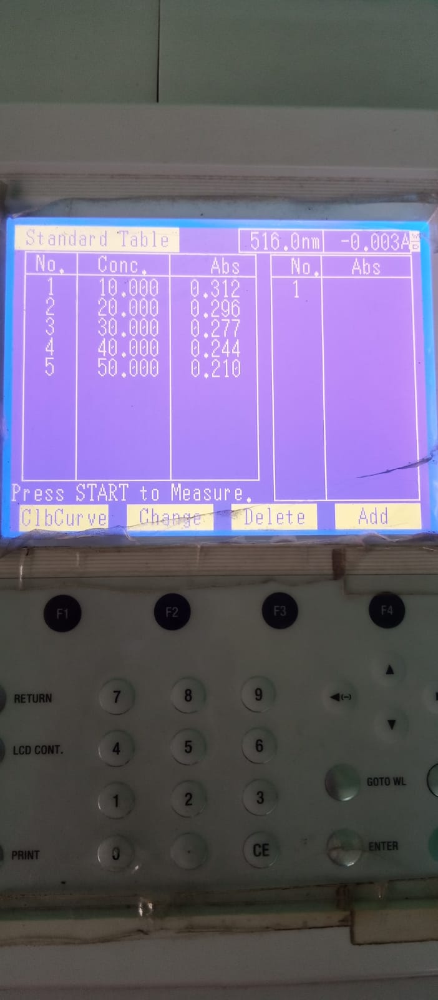 Standard Table 516.0nm -0.003A
No. Conc. Abs No. Abs
1 10.000 0.312 1
2 20.000 0.296
3 30.000 0.277
4 40.000 0.244
5 50.000 0.210
Press START to Measure.
ClbCurve Change Delete Add
F1 F2 F3 F4
RETURN 7 8 9 ◀(−) ▲
▼
LCD CONT. 4 5 6
GOTO WL
1 2 3
PRINT 0 . CE ENTER